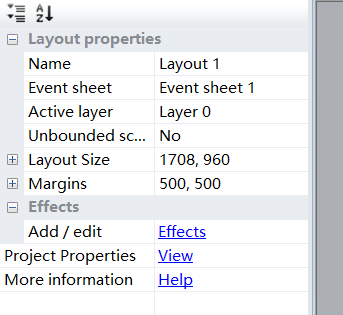 Layout properties
Name Layout 1
Event sheet Event sheet 1
Active layer Layer 0
Unbounded sc... No
Layout Size 1708, 960
Margins 500, 500
Effects
Add / edit Effects
Project Properties View
More information Help